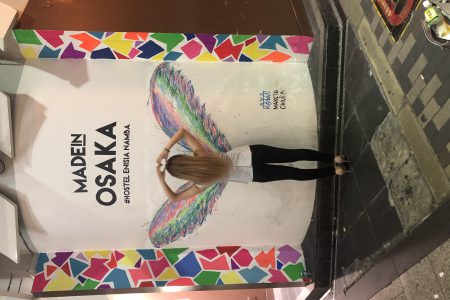 MADE IN
OSAKA
#HOSTEL ENISIA NAMBA